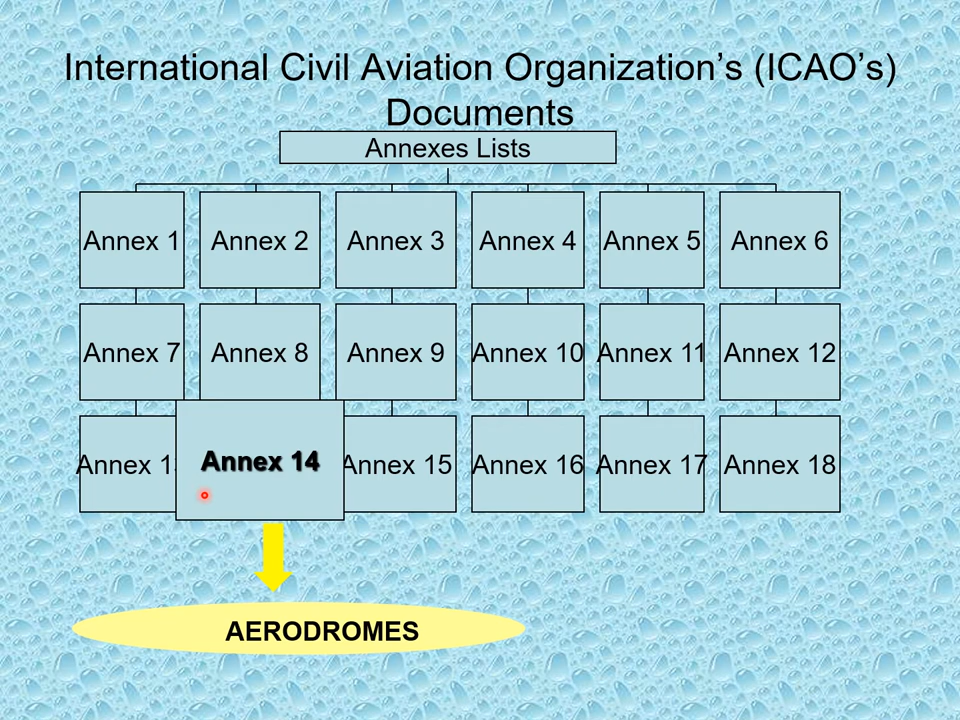 International Civil Aviation Organization’s (ICAO’s)
Documents
Annexes Lists
Annex 1 Annex 2 Annex 3 Annex 4 Annex 5 Annex 6
Annex 7 Annex 8 Annex 9 Annex 10 Annex 11 Annex 12
Annex 1 Annex 14 Annex 15 Annex 16 Annex 17 Annex 18
AERODROMES